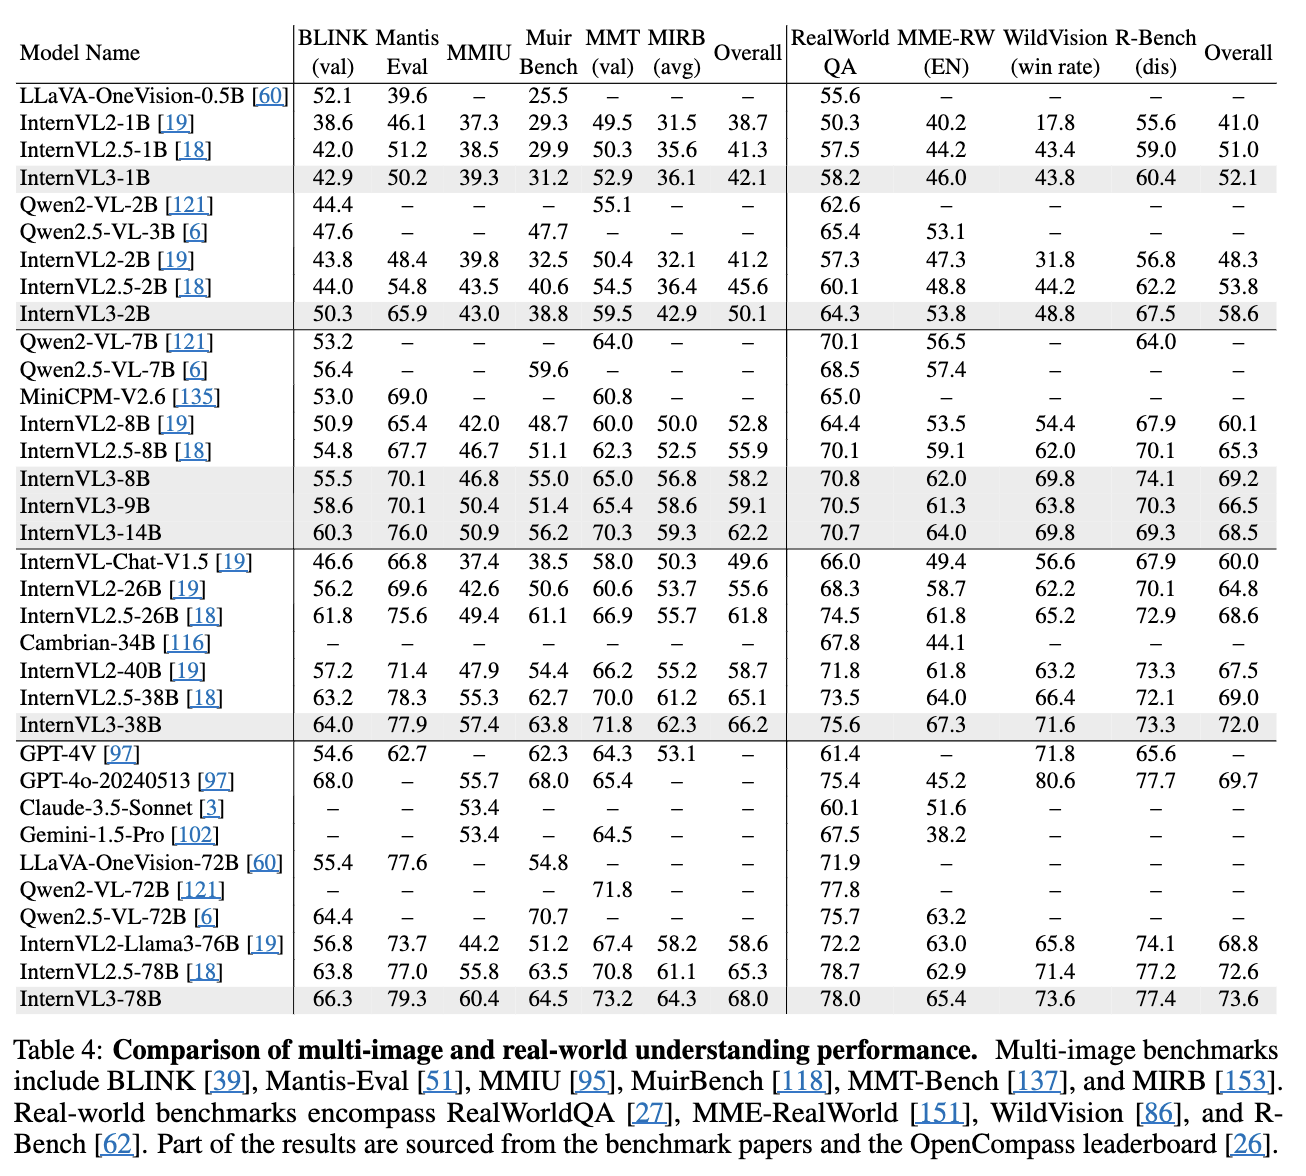 Model Name BLINK (val) Mantis Eval MMIU Muir Bench MMT (val) MIRB (avg) Overall RealWorld QA MME-RW (EN) WildVision (win rate) R-Bench (dis) Overall
LLaVA-OneVision-0.5B [60] 52.1 39.6 – 25.5 – – – 55.6 – – – –
InternVL2-1B [19] 38.6 46.1 37.3 29.3 49.5 31.5 38.7 50.3 40.2 17.8 55.6 41.0
InternVL2.5-1B [18] 42.0 51.2 38.5 29.9 50.3 35.6 41.3 57.5 44.2 43.4 59.0 51.0
InternVL3-1B 42.9 50.2 39.3 31.2 52.9 36.1 42.1 58.2 46.0 43.8 60.4 52.1
Qwen2-VL-2B [121] 44.4 – – – 55.1 – – 62.6 – – – –
Qwen2.5-VL-3B [6] 47.6 – – 47.7 – – – 65.4 53.1 – – –
InternVL2-2B [19] 43.8 48.4 39.8 32.5 50.4 32.1 41.2 57.3 47.3 31.8 56.8 48.3
InternVL2.5-2B [18] 44.0 54.8 43.5 40.6 54.5 36.4 45.6 60.1 48.8 44.2 62.2 53.8
InternVL3-2B 50.3 65.9 43.0 38.8 59.5 42.9 50.1 64.3 53.8 48.8 67.5 58.6
Qwen2-VL-7B [121] 53.2 – – – 64.0 – – 70.1 56.5 – 64.0 –
Qwen2.5-VL-7B [6] 56.4 – – 59.6 – – – 68.5 57.4 – – –
MiniCPM-V2.6 [135] 53.0 69.0 – – 60.8 – – 65.0 – – – –
InternVL2-8B [19] 50.9 65.4 42.0 48.7 60.0 50.0 52.8 64.4 53.5 54.4 67.9 60.1
InternVL2.5-8B [18] 54.8 67.7 46.7 51.1 62.3 52.5 55.9 70.1 59.1 62.0 70.1 65.3
InternVL3-8B 55.5 70.1 46.8 55.0 65.0 56.8 58.2 70.8 62.0 69.8 74.1 69.2
InternVL3-9B 58.6 70.1 50.4 51.4 65.4 58.6 59.1 70.5 61.3 63.8 70.3 66.5
InternVL3-14B 60.3 76.0 50.9 56.2 70.3 59.3 62.2 70.7 64.0 69.8 69.3 68.5
InternVL-Chat-V1.5 [19] 46.6 66.8 37.4 38.5 58.0 50.3 49.6 66.0 49.4 56.6 67.9 60.0
InternVL2-26B [19] 56.2 69.6 42.6 50.6 60.6 53.7 55.6 68.3 58.7 62.2 70.1 64.8
InternVL2.5-26B [18] 61.8 75.6 49.4 61.1 66.9 55.7 61.8 74.5 61.8 65.2 72.9 68.6
Cambrian-34B [116] – – – – – – – 67.8 44.1 – – –
InternVL2-40B [19] 57.2 71.4 47.9 54.4 66.2 55.2 58.7 71.8 61.8 63.2 73.3 67.5
InternVL2.5-38B [18] 63.2 78.3 55.3 62.7 70.0 61.2 65.1 73.5 64.0 66.4 72.1 69.0
InternVL3-38B 64.0 77.9 57.4 63.8 71.8 62.3 66.2 75.6 67.3 71.6 73.3 72.0
GPT-4V [97] 54.6 62.7 – 62.3 64.3 53.1 – 61.4 – 71.8 65.6 –
GPT-4o-20240513 [97] 68.0 – 55.7 68.0 65.4 – – 75.4 45.2 80.6 77.7 69.7
Claude-3.5-Sonnet [3] – – 53.4 – – – – 60.1 51.6 – – –
Gemini-1.5-Pro [102] – – 53.4 – 64.5 – – 67.5 38.2 – – –
LLaVA-OneVision-72B [60] 55.4 77.6 – 54.8 – – – 71.9 – – – –
Qwen2-VL-72B [121] – – – – 71.8 – – 77.8 – – – –
Qwen2.5-VL-72B [6] 64.4 – – 70.7 – – – 75.7 63.2 – – –
InternVL2-Llama3-76B [19] 56.8 73.7 44.2 51.2 67.4 58.2 58.6 72.2 63.0 65.8 74.1 68.8
InternVL2.5-78B [18] 63.8 77.0 55.8 63.5 70.8 61.1 65.3 78.7 62.9 71.4 77.2 72.6
InternVL3-78B 66.3 79.3 60.4 64.5 73.2 64.3 68.0 78.0 65.4 73.6 77.4 73.6
Table 4: Comparison of multi-image and real-world understanding performance. Multi-image benchmarks
include BLINK [39], Mantis-Eval [51], MMIU [95], MuirBench [118], MMT-Bench [137], and MIRB [153].
Real-world benchmarks encompass RealWorldQA [27], MME-RealWorld [151], WildVision [86], and R-
Bench [62]. Part of the results are sourced from the benchmark papers and the OpenCompass leaderboard [26].